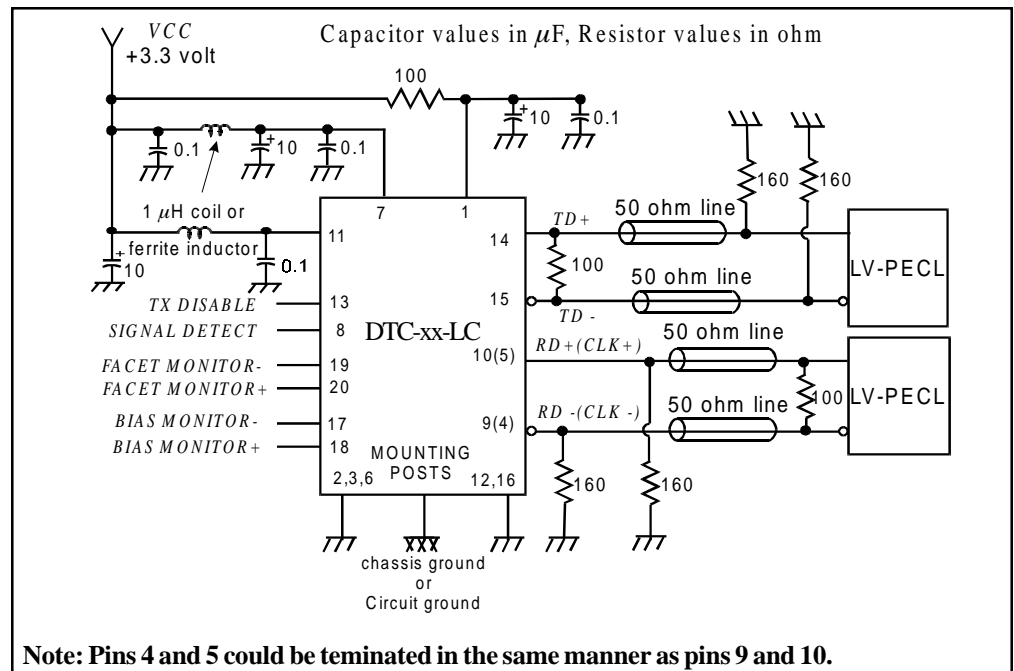 VCC
+3.3 volt
Capacitor values in μF, Resistor values in ohm
100
+
10
0.1
0.1
+
10
0.1
160
160
1 μH coil or
ferrite inductor
+
10
0.1
7
1
11
14
TD+
50 ohm line
LV-PECL
100
TX DISABLE
13
15
TD -
50 ohm line
SIGNAL DETECT
8
DTC-xx-LC
10(5)
RD+(CLK+)
50 ohm line
FACET MONITOR-
19
FACET MONITOR+
20
100
LV-PECL
BIAS MONITOR-
17
9(4)
RD -(CLK -)
50 ohm line
BIAS MONITOR+
18
MOUNTING
POSTS
2,3,6
12,16
160
160
chassis ground
or
Circuit ground
Note: Pins 4 and 5 could be teminated in the same manner as pins 9 and 10.